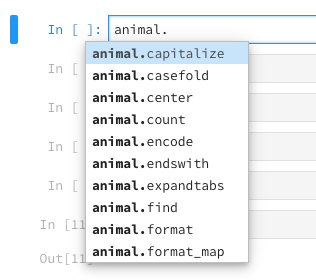 In [ ]: animal.
animal.capitalize
In [
animal.casefold
animal.center
In [
animal.count
animal.encode
In [
animal.endswith
In [
animal.expandtabs
animal.find
In [11
animal.format
Out[11
animal.format_map